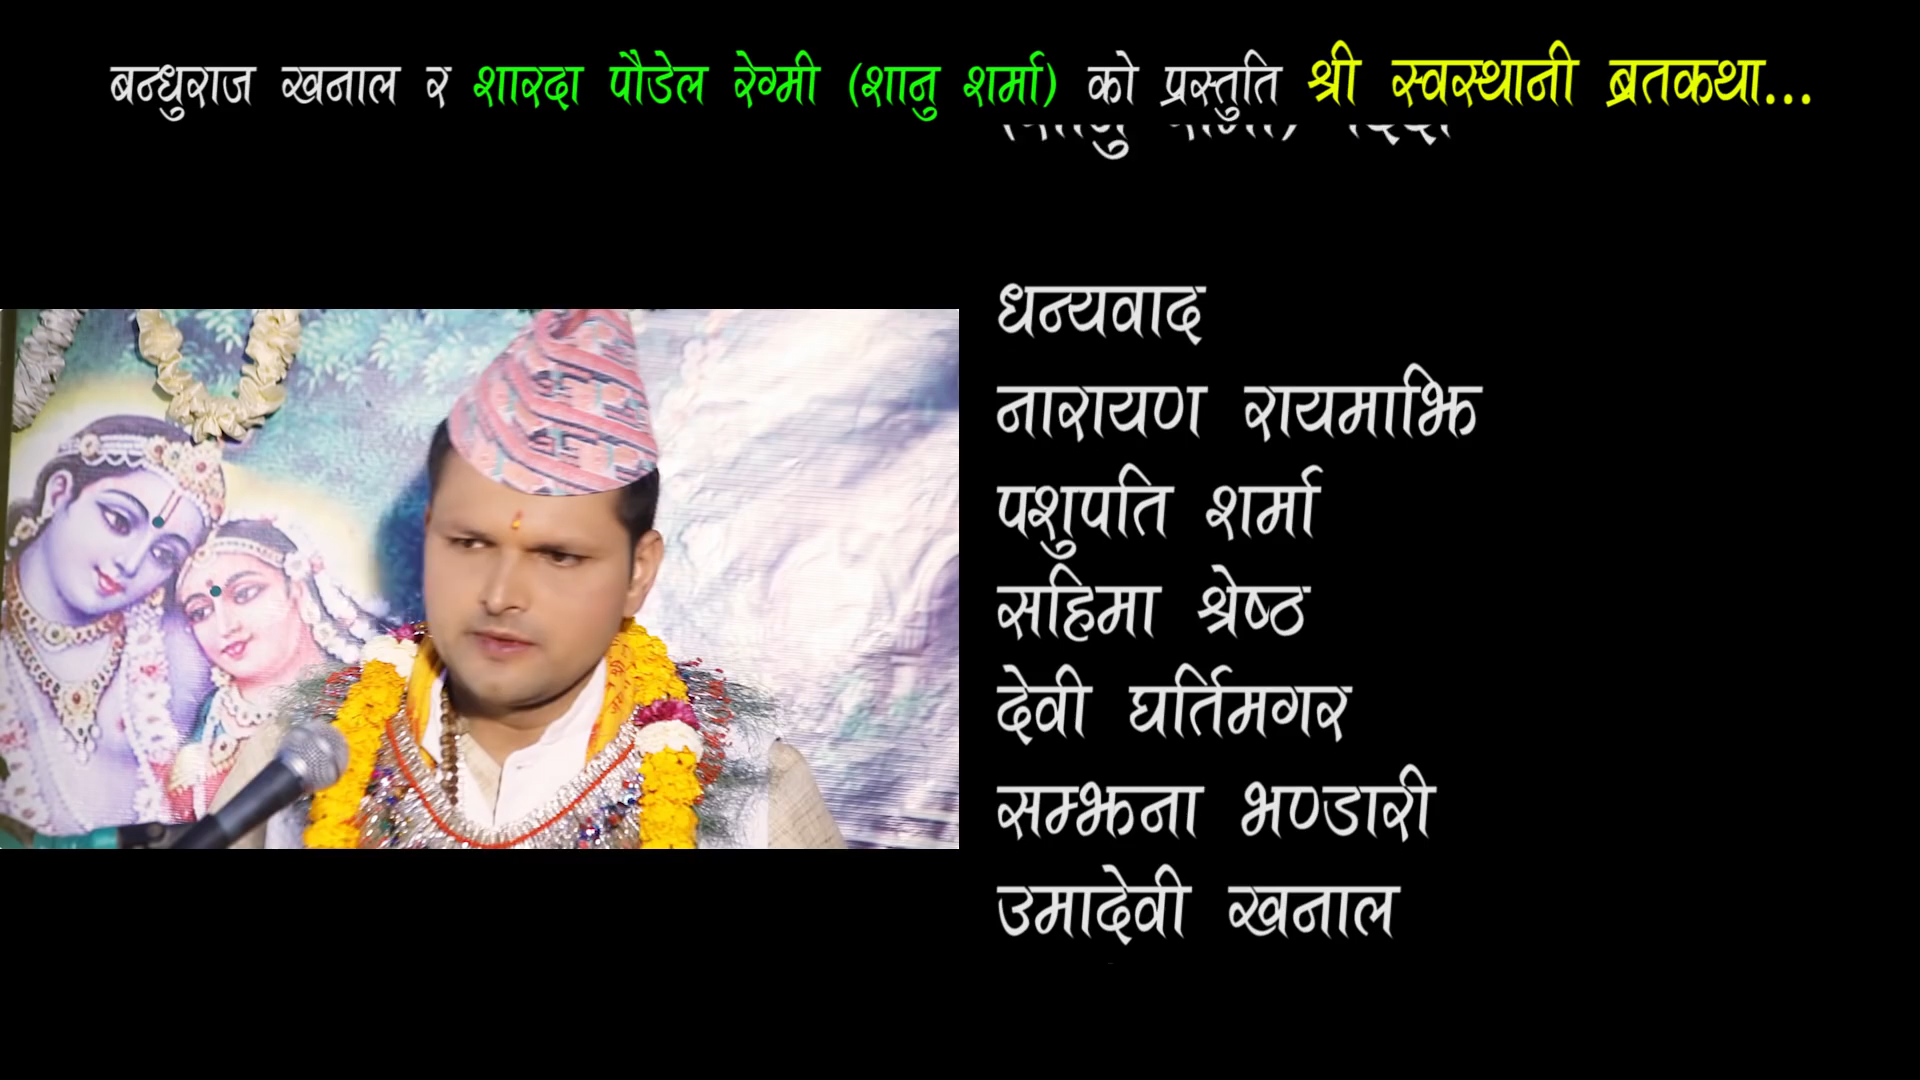 बन्धुराज खनाल र शारदा पौडेल रेग्मी (शानु शर्मा) को प्रस्तुति श्री स्वस्थानी ब्रतकथा...
धन्यवाद
नारायण रायमाझि
पशुपति शर्मा
सहिमा श्रेष्ठ
देवी घर्तिमगर
सम्झना भण्डारी
उमादेवी खनाल